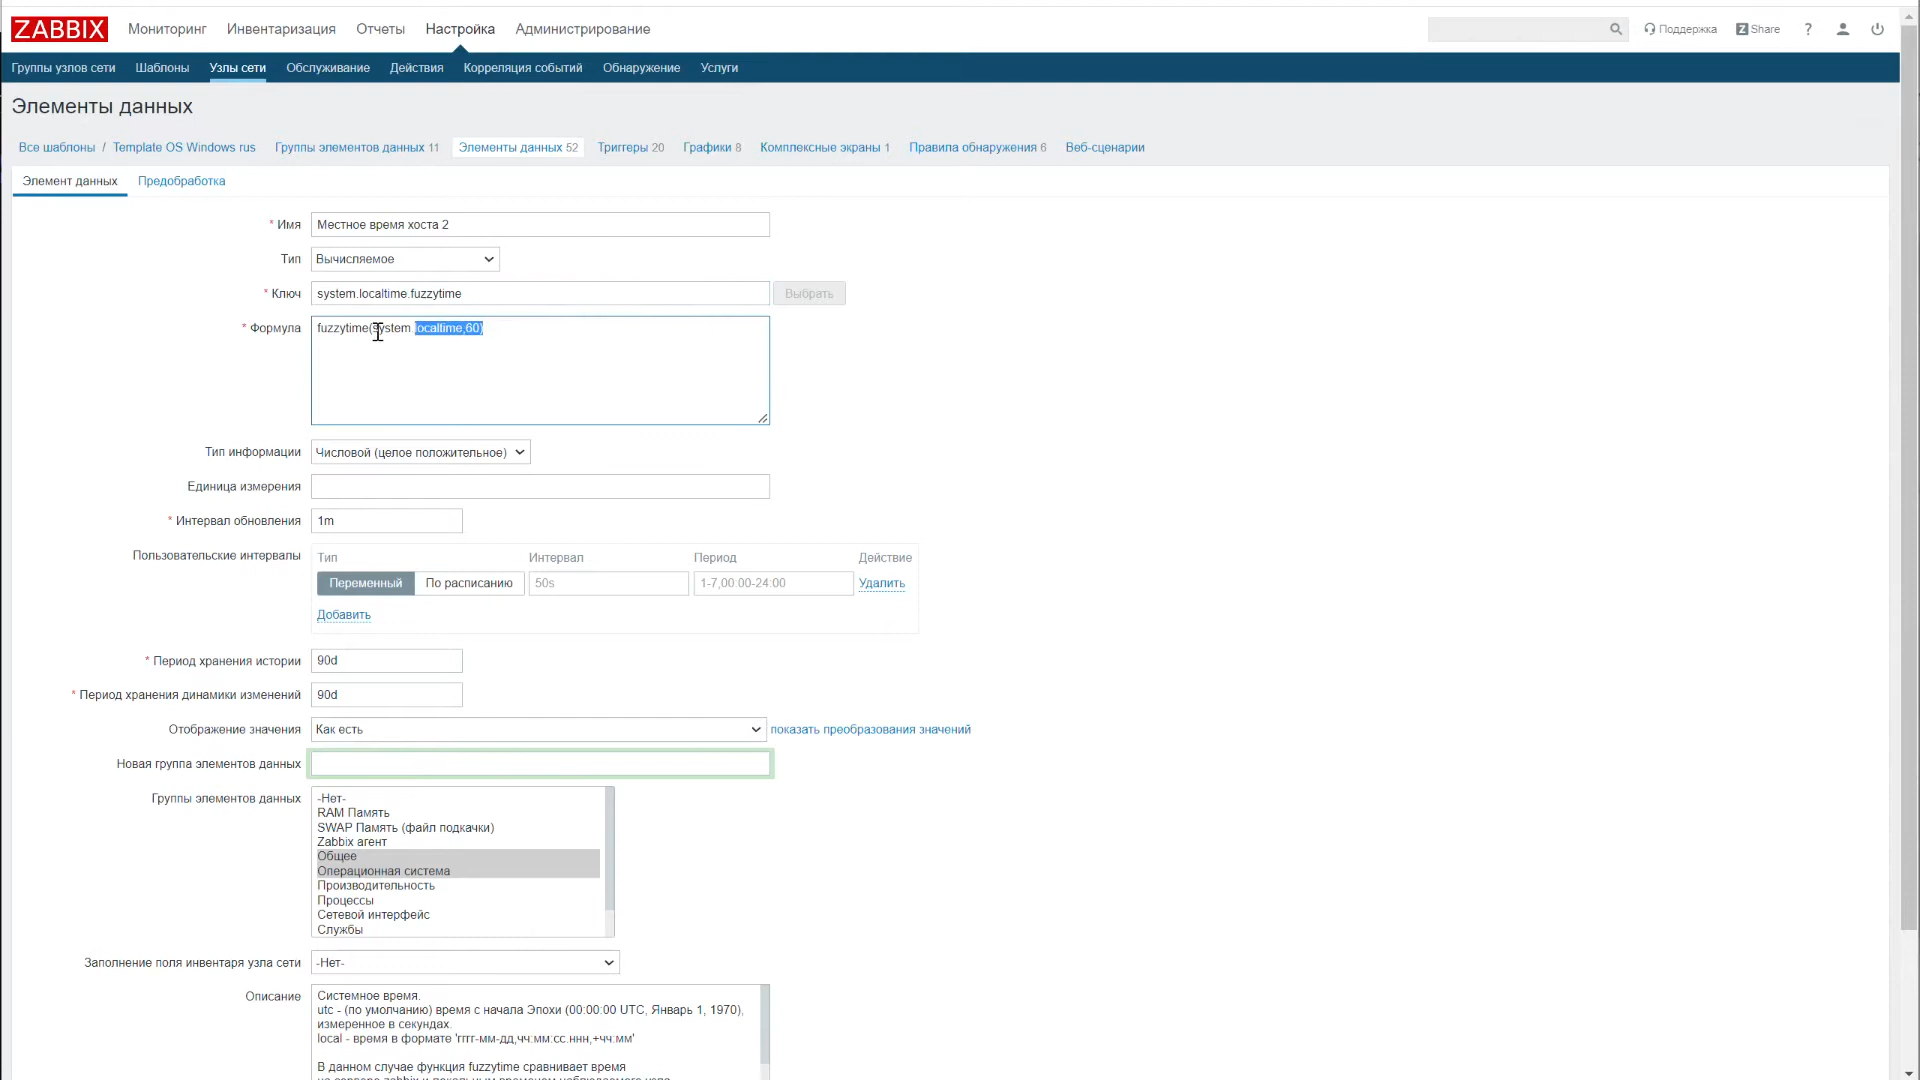 ZABBIX Мониторинг Инвентаризация Отчеты Настройка Администрирование Поддержка Z Share ?
Группы узлов сети Шаблоны Узлы сети Обслуживание Действия Корреляция событий Обнаружение Услуги
Элементы данных
Все шаблоны / Template OS Windows rus Группы элементов данных 11 Элементы данных 52 Триггеры 20 Графики 8 Комплексные экраны 1 Правила обнаружения 6 Веб-сценарии
Элемент данных Предобработка
* Имя Местное время хоста 2
Тип Вычисляемое
* Ключ system.localtime.fuzzytime Выбрать
* Формула fuzzytime(system.localtime,60)
Тип информации Числовой (целое положительное)
Единица измерения
* Интервал обновления 1m
Пользовательские интервалы Тип Интервал Период Действие
Переменный По расписанию 50s 1-7,00:00-24:00 Удалить
Добавить
* Период хранения истории 90d
* Период хранения динамики изменений 90d
Отображение значения Как есть показать преобразования значений
Новая группа элементов данных
Группы элементов данных -Нет-
RAM Память
SWAP Память (файл подкачки)
Zabbix агент
Общее
Операционная система
Производительность
Процессы
Сетевой интерфейс
Службы
Заполнение поля инвентаря узла сети -Нет-
Описание Системное время.
utc - (по умолчанию) время с начала Эпохи (00:00:00 UTC, Январь 1, 1970),
измеренное в секундах.
local - время в формате 'гггг-мм-дд,чч:мм:сс.ннн,+чч:мм'
В данном случае функция fuzzytime сравнивает время